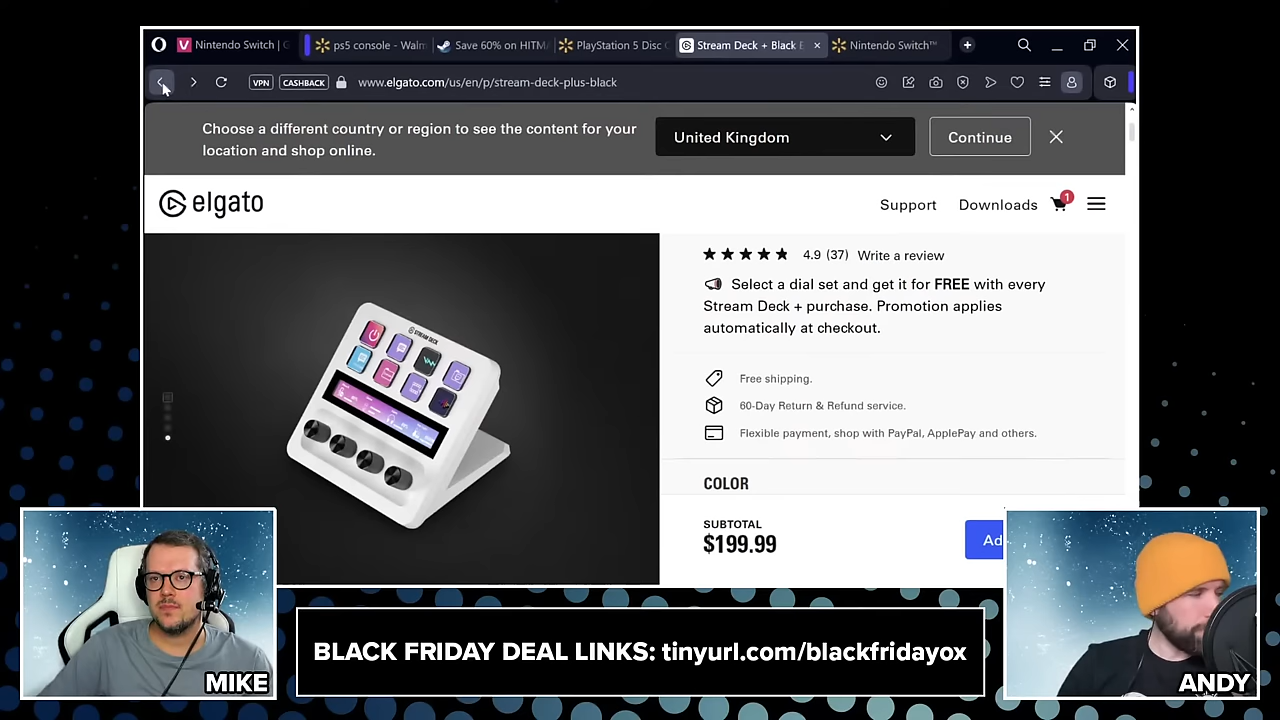 Nintendo Switch | G
ps5 console - Walm
Save 60% on HITMA
PlayStation 5 Disc C
Stream Deck + Black E
Nintendo Switch™
VPN
CASHBACK
www.elgato.com/us/en/p/stream-deck-plus-black
Choose a different country or region to see the content for your
location and shop online.
United Kingdom
Continue
elgato
Support
Downloads
1
4.9 (37) Write a review
Select a dial set and get it for FREE with every
Stream Deck + purchase. Promotion applies
automatically at checkout.
STREAM DECK
Free shipping.
60-Day Return & Refund service.
Flexible payment, shop with PayPal, ApplePay and others.
COLOR
SUBTOTAL
$199.99
Ad
MIKE
BLACK FRIDAY DEAL LINKS: tinyurl.com/blackfridayox
ANDY